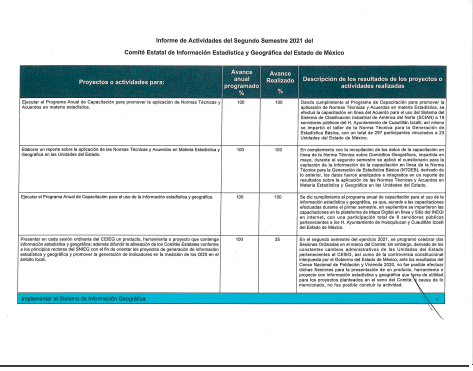 Informe de Actividades del Segundo Semestre 2021 del
Comité Estatal de Información Estadística y Geográfica del Estado de México
Proyectos o actividades para:
Avance
anual
programado
%
Avance
Realizado
%
Descripción de los resultados de los proyectos o
actividades realizadas
Ejecutar el Programa Anual de Capacitación para promover la aplicación de Normas Técnicas y
Acuerdos en materia estadística.
100
100
Dando cumplimiento al Programa de Capacitación para promover la
aplicación de Normas Técnicas y Acuerdos en materia Estadística, se
efectuó la capacitación en línea del Acuerdo para el uso del Sistema del
Sistema de Clasificación Industrial de América del Norte (SCIAN) a 19
servidores públicos del H. Ayuntamiento de Cuautitlán Izcalli, así mismo
se impartió el taller de la Norma Técnica para la Generación de
Estadística Básica, con un total de 297 participantes vinculados a 23
Unidades del Estado.
Elaborar un reporte sobre la aplicación de las Normas Técnicas y Acuerdos en Materia Estadística y
Geográfica en las Unidades del Estado.
100
100
En complemento con la recopilación de los datos de la capacitación en
línea de la Norma Técnica sobre Domicilios Geográficos, impartida en
mayo, durante el segundo semestre se aplicó el cuestionario para la
captación de la información de la capacitación en línea de la Norma
Técnica para la Generación de Estadística Básica (NTGEB); derivado de
lo anterior, los datos fueron analizados e integrados en un reporte de
resultados sobre la aplicación de las Normas Técnicas y Acuerdos en
Materia Estadística y Geográfica en las Unidades del Estado.
Ejecutar el Programa Anual de Capacitación para el uso de la información estadística y geográfica.
100
100
Se dio cumplimiento al programa anual de capacitación para el uso de la
información estadística y geográfica, ya que, aunado a las capacitaciones
efectuadas durante el primer semestre, en septiembre se impartieron las
capacitaciones en la plataforma de Mapa Digital en línea y Sitio del INEGI
en internet, con una participación total de 6 servidores públicos
pertenecientes a los H. Ayuntamiento de Huixquilucan y Cuautitlán Izcalli
del Estado de México.
Presentar en cada sesión ordinaria del CEIEG un producto, herramienta o proyecto que contenga
información estadística y geográfica; además difundir la alineación de los Comités Estatales conforme
a los principios rectores del SNIEG con el fin de orientar los proyectos de generación de información
estadística y geográfica y promover la generación de indicadores en la medición de los ODS en el
ámbito local.
100
35
En el segundo semestre del ejercicio 2021, se programó celebrar dos
Sesiones Ordinarias en el marco del Comité; sin embargo, derivado de los
constantes cambios administrativos de las Unidades del Estado
pertenecientes al CEIEG, así como de la controversia constitucional
interpuesta por el Gobierno del Estado de México, ante los resultados del
Censo Nacional de Población y Vivienda 2020, no fue posible efectuar
dichas Sesiones para la presentación de un producto, herramienta o
proyecto con información estadística y geográfica que fuera de utilidad
para los proyectos planteados en el seno del Comité; a causa de lo
mencionado, no fue posible concluir la actividad.
Implementar el Sistema de Información Geográfica